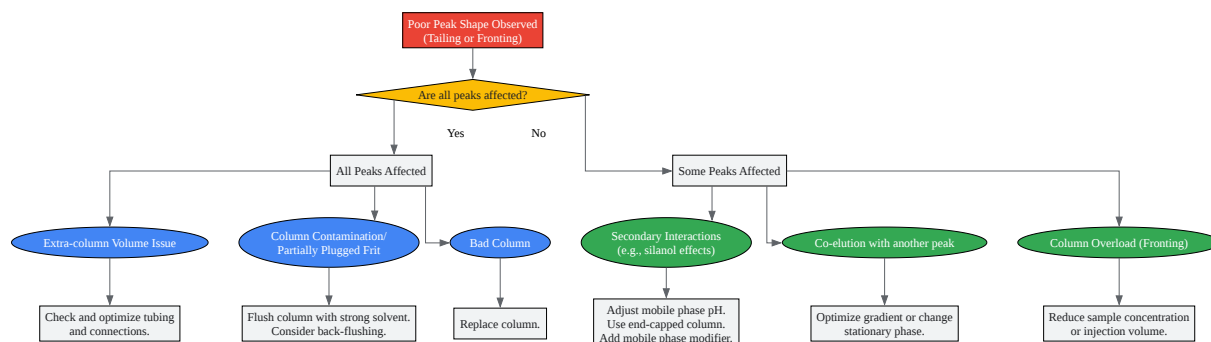 Poor Peak Shape Observed
(Tailing or Fronting)
Are all peaks affected?
Yes
No
All Peaks Affected
Some Peaks Affected
Extra-column Volume Issue
Column Contamination/
Partially Plugged Frit
Bad Column
Secondary Interactions
(e.g., silanol effects)
Co-elution with another peak
Column Overload (Fronting)
Check and optimize tubing
and connections.
Flush column with strong solvent.
Consider back-flushing.
Replace column.
Adjust mobile phase pH.
Use end-capped column.
Add mobile phase modifier.
Optimize gradient or change
stationary phase.
Reduce sample concentration
or injection volume.